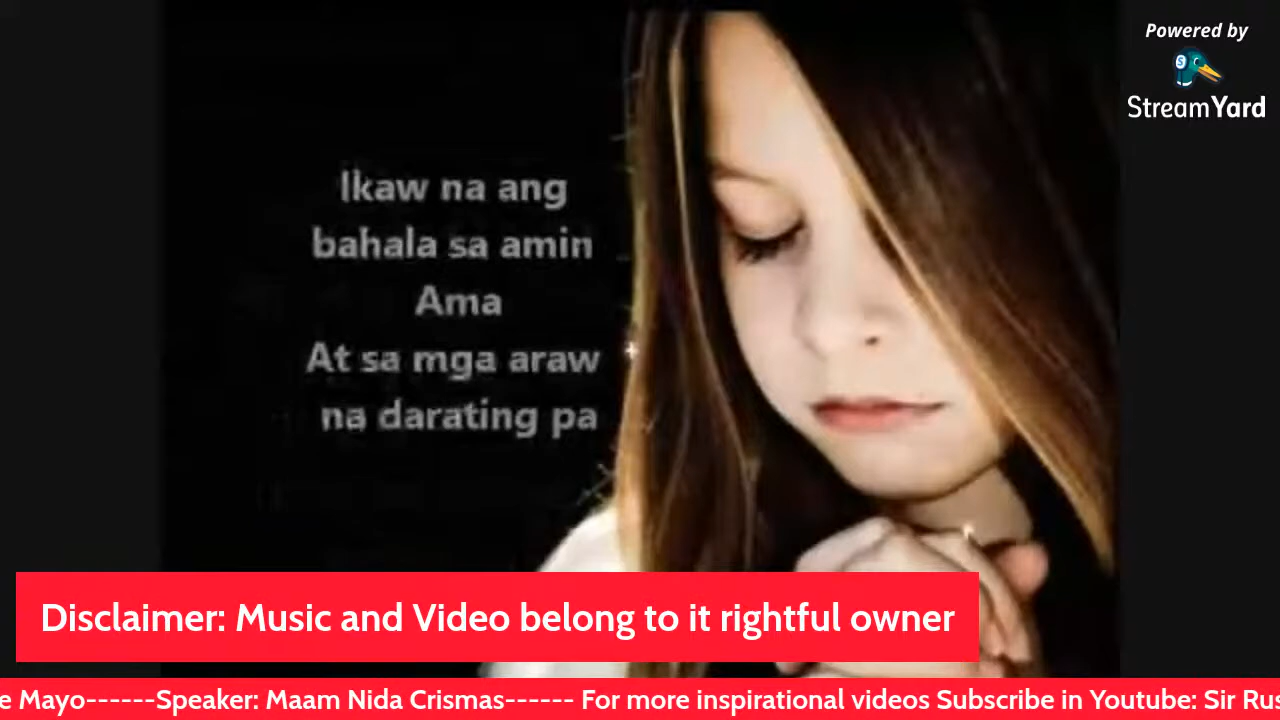 Powered by
StreamYard
Ikaw na ang
bahala sa amin
Ama
At sa mga araw
na darating pa
Disclaimer: Music and Video belong to it rightful owner
e Mayo------Speaker: Maam Nida Crismas------ For more inspirational videos Subscribe in Youtube: Sir Rus